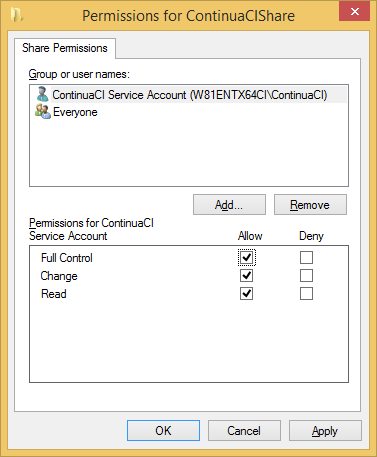 Permissions for ContinuaCIShare
Share Permissions
Group or user names:
ContinuaCI Service Account (W81ENTX64CI\ContinuaCI)
Everyone
Add... Remove
Permissions for ContinuaCI
Service Account Allow Deny
Full Control
Change
Read
OK Cancel Apply